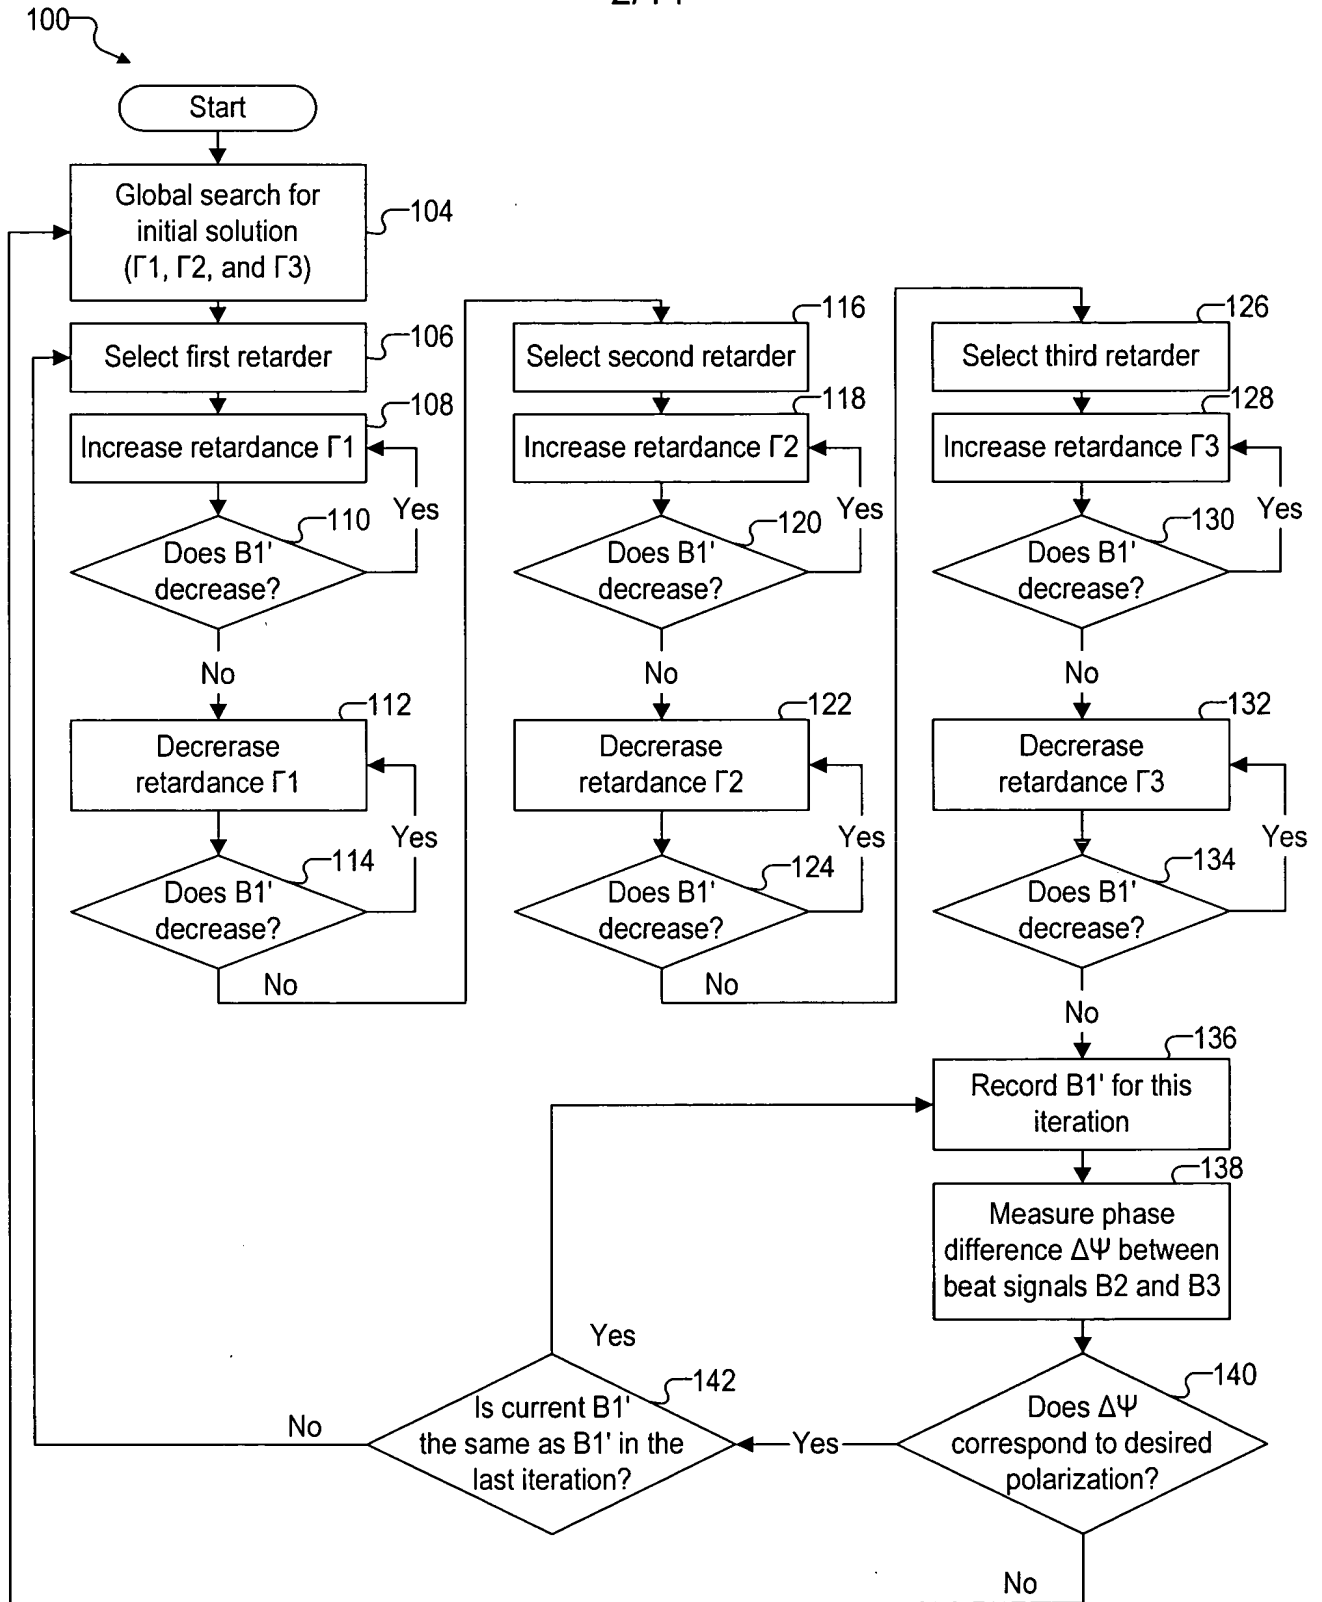 100
Start
Global search for
initial solution
(Γ1, Γ2, and Γ3)
104
Select first retarder
106
108
Increase retardance Γ1
Yes
110
Does B1'
decrease?
No
112
Decrerase
retardance Γ1
Yes
114
Does B1'
decrease?
No
116
Select second retarder
118
Increase retardance Γ2
Yes
120
Does B1'
decrease?
No
122
Decrerase
retardance Γ2
Yes
124
Does B1'
decrease?
No
126
Select third retarder
128
Increase retardance Γ3
Yes
130
Does B1'
decrease?
No
132
Decrerase
retardance Γ3
Yes
134
Does B1'
decrease?
No
136
Record B1' for this
iteration
138
Measure phase
difference ΔΨ between
beat signals B2 and B3
140
Does ΔΨ
correspond to desired
polarization?
Yes
No
142
Is current B1'
the same as B1' in the
last iteration?
Yes
No